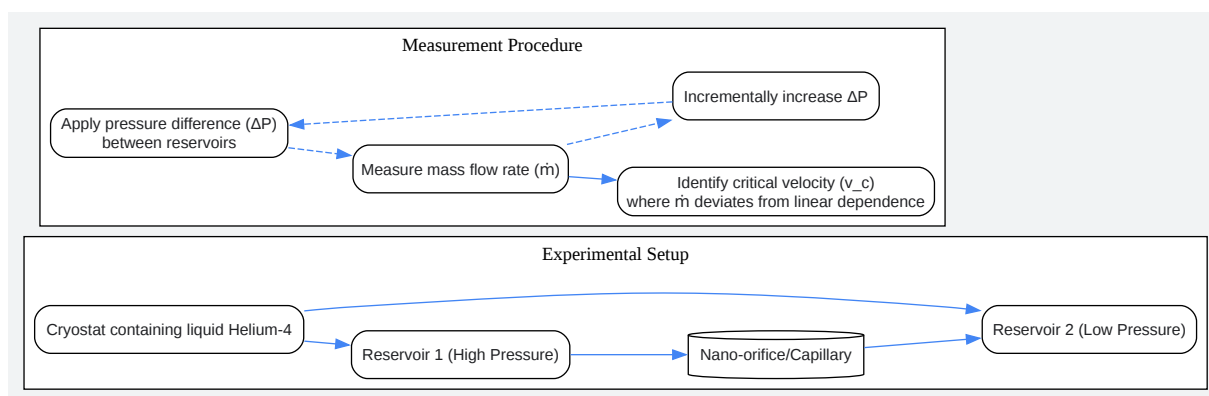 Measurement Procedure
Incrementally increase ΔP
Apply pressure difference (ΔP)
between reservoirs
Measure mass flow rate (ṁ)
Identify critical velocity (v_c)
where ṁ deviates from linear dependence
Experimental Setup
Cryostat containing liquid Helium-4
Reservoir 1 (High Pressure)
Nano-orifice/Capillary
Reservoir 2 (Low Pressure)